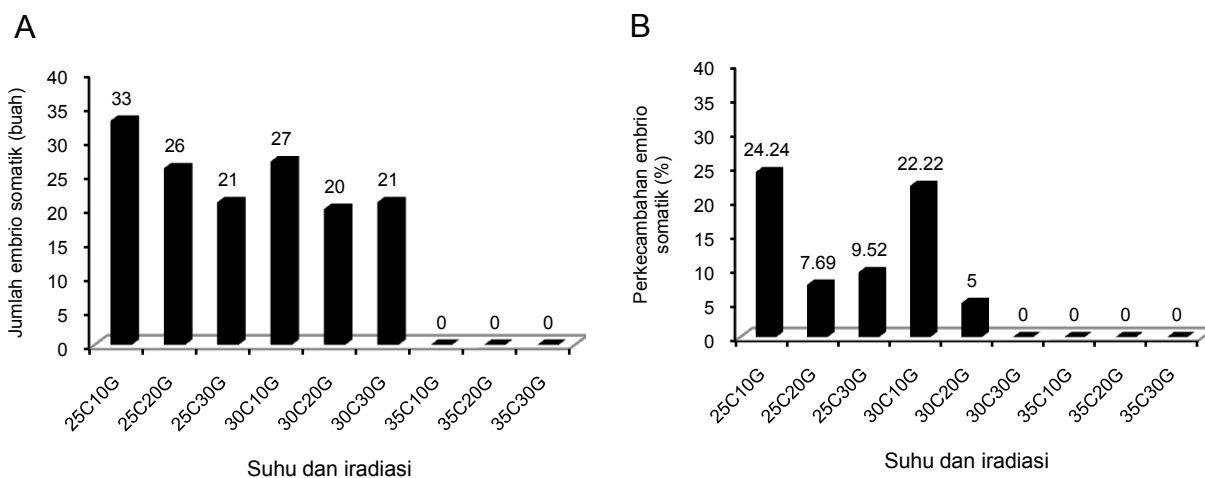 A
Jumlah embrio somatik (buah)
40
35
30
25
20
15
10
5
0
33
26
21
27
20
21
0
0
0
25C10G
25C20G
25C30G
30C10G
30C20G
30C30G
35C10G
35C20G
35C30G
Suhu dan iradiasi
B
Perkecambahan embrio
somatik (%)
40
35
30
25
20
15
10
5
0
24.24
7.69
9.52
22.22
5
0
0
0
0
25C10G
25C20G
25C30G
30C10G
30C20G
30C30G
35C10G
35C20G
35C30G
Suhu dan iradiasi